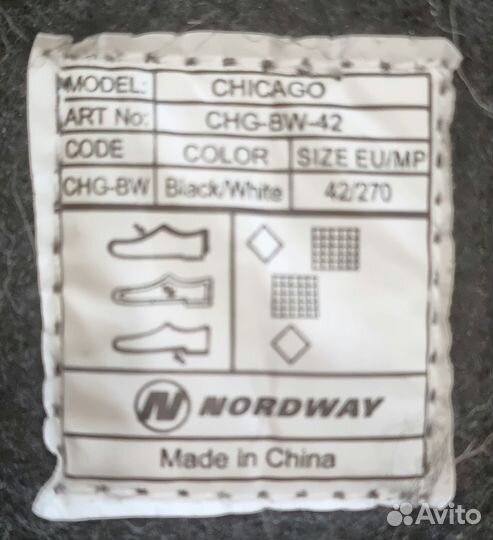 MODEL: CHICAGO
ART No: CHG-BW-42
CODE COLOR SIZE EU/MP
CHG-BW Black/White 42/270
NORDWAY
Made in China
Avito